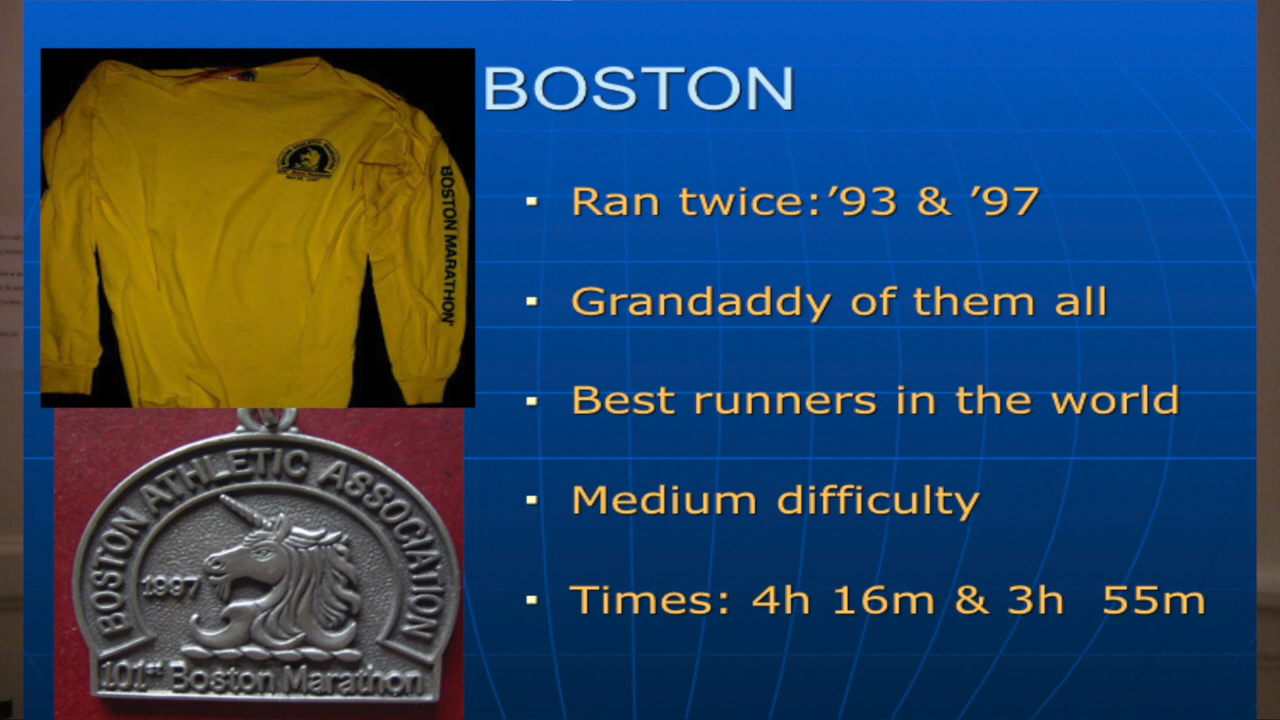 BOSTON
Ran twice:’93 & ’97
Grandaddy of them all
Best runners in the world
Medium difficulty
Times: 4h 16m & 3h 55m
BOSTON MARATHON
BOSTON ATHLETIC ASSOCIATION
1997
101st Boston Marathon